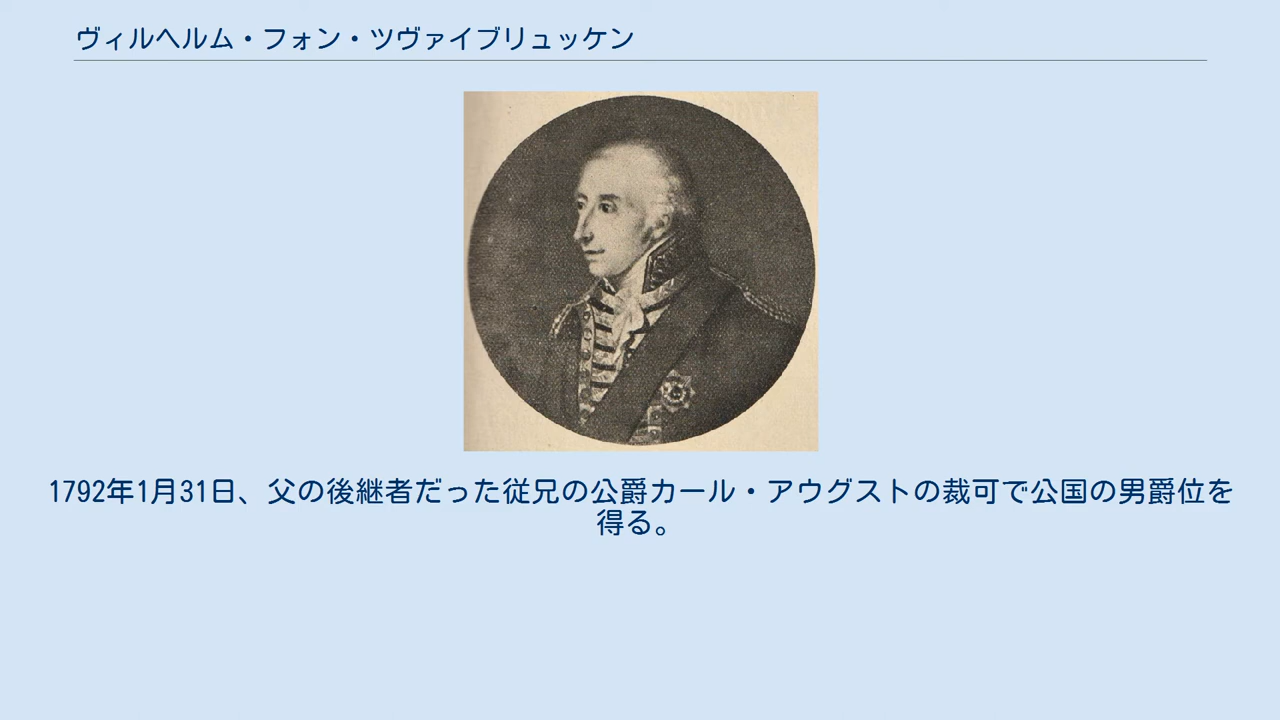 ヴィルヘルム・フォン・ツヴァイブリュッケン
1792年1月31日、父の後継者だった従兄の公爵カール・アウグストの裁可で公国の男爵位を
得る。